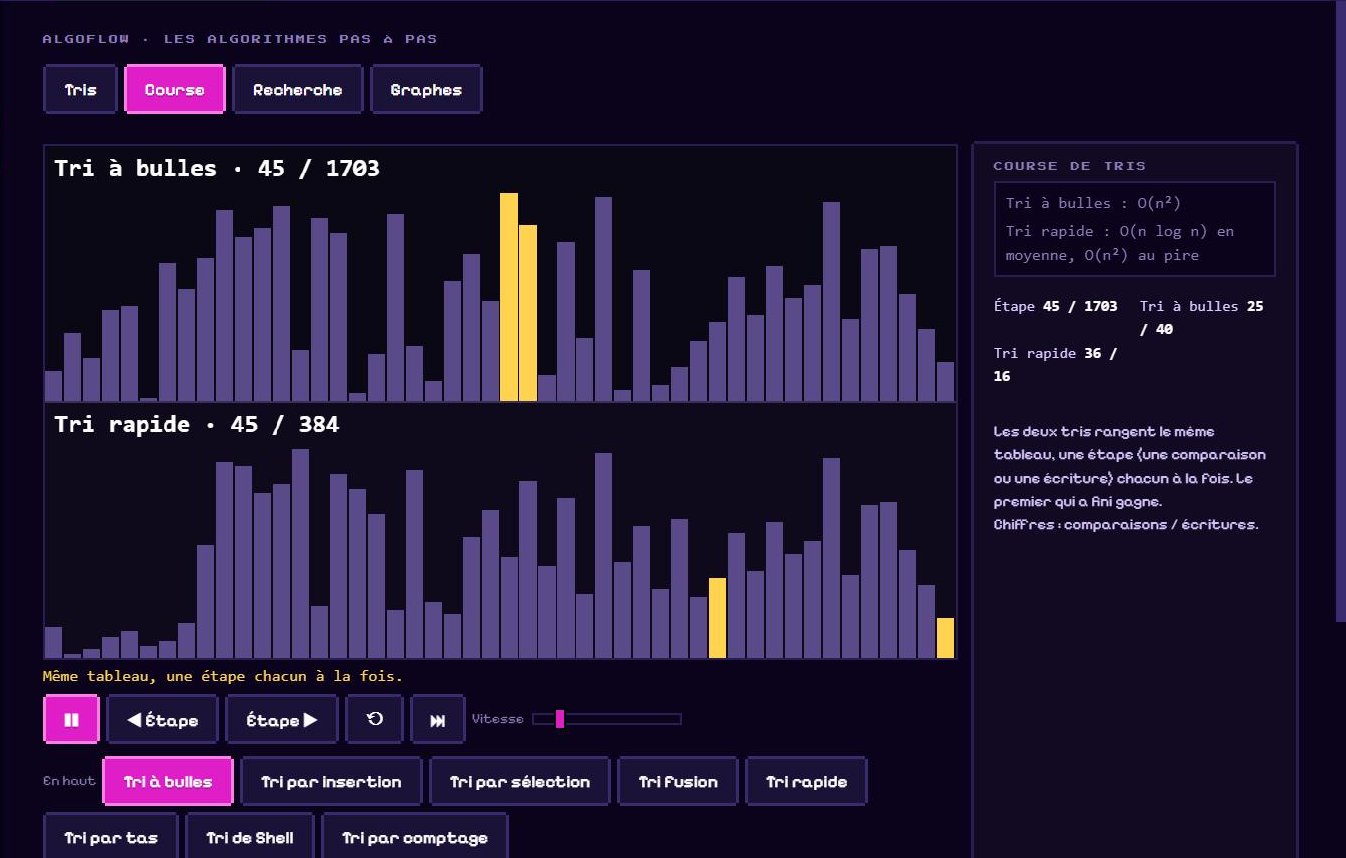 ALGOFLOW · LES ALGORITHMES PAS À PAS
Tris
Course
Recherche
Graphes
Tri à bulles · 45 / 1703
Tri rapide · 45 / 384
Même tableau, une étape chacun à la fois.
◀ Étape
Étape ▶
Vitesse
En haut
Tri à bulles
Tri par insertion
Tri par sélection
Tri fusion
Tri rapide
Tri par tas
Tri de Shell
Tri par comptage
COURSE DE TRIS
Tri à bulles : O(n²)
Tri rapide : O(n log n) en
moyenne, O(n²) au pire
Étape 45 / 1703
Tri à bulles 25
/ 40
Tri rapide 36 /
16
Les deux tris rangent le même
tableau, une étape (une comparaison
ou une écriture) chacun à la fois. Le
premier qui a fini gagne.
Chiffres : comparaisons / écritures.